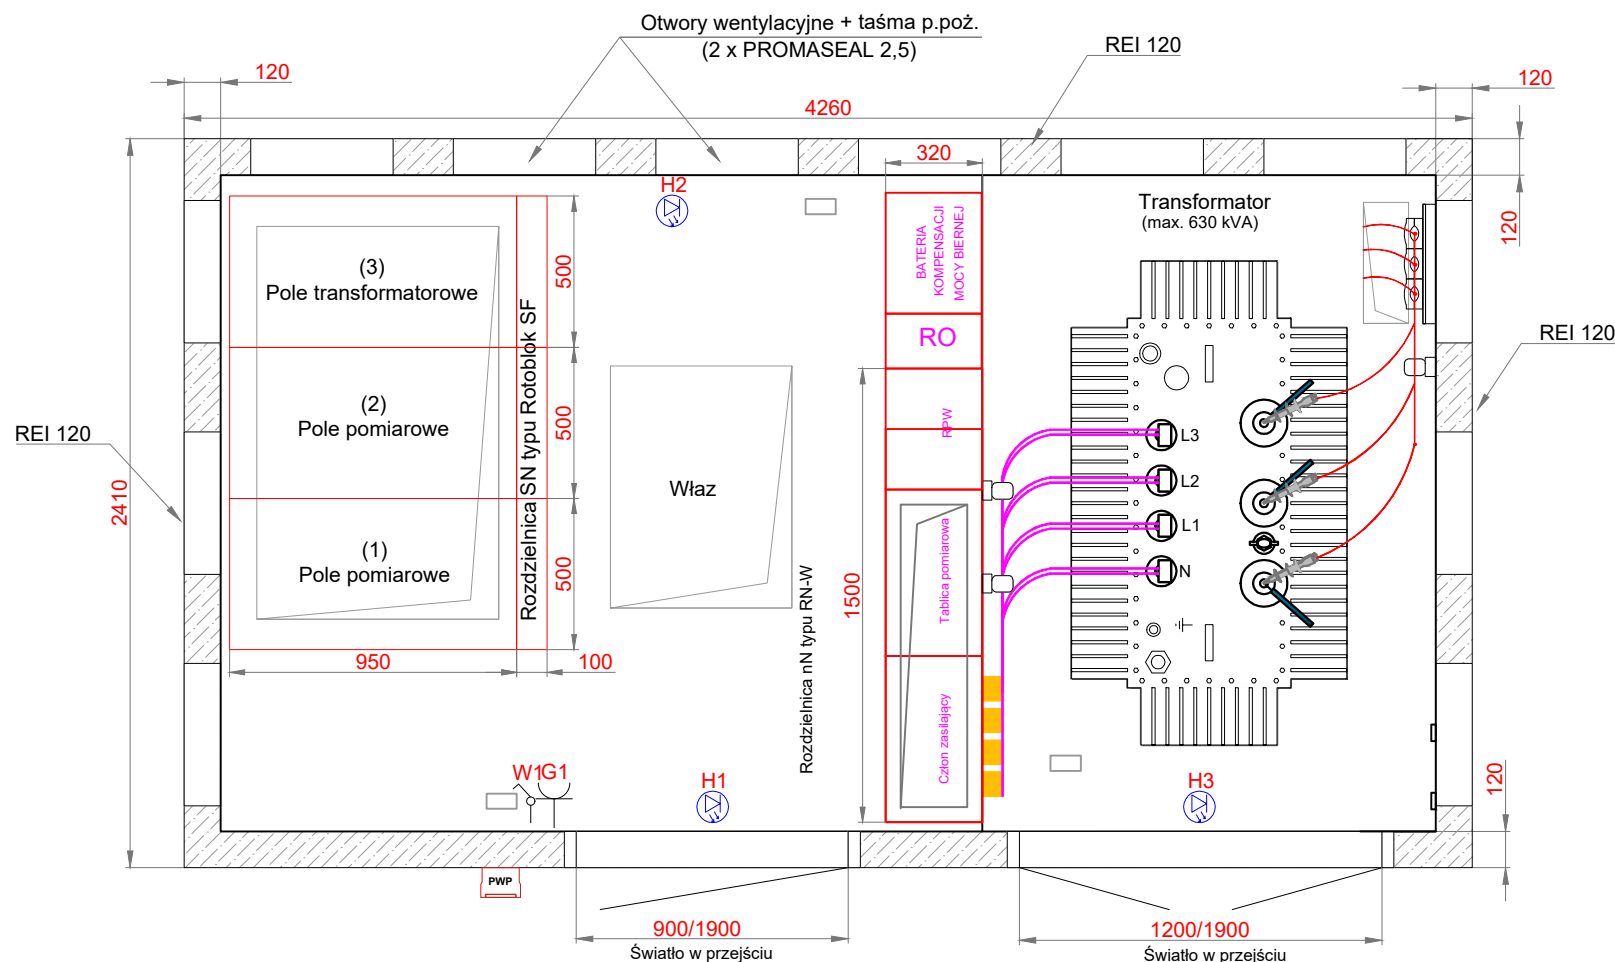 Otwory wentylacyjne + taśma p.poż.
(2 x PROMASEAL 2,5)
REI 120
120
120
4260
320
120
120
H2
Transformator
(max. 630 kVA)
BATERIA
KOMPENSACJI
MOCY BIERNEJ
RO
RPW
(3)
Pole transformatorowe
(2)
Pole pomiarowe
(1)
Pole pomiarowe
Rozdzielnica SN typu Rotoblok SF
500
500
500
950
100
Właz
REI 120
REI 120
2410
1500
Tablica pomiarowa
Człon zasilający
Rozdzielnica nN typu RN-W
L3
L2
L1
N
W1
G1
H1
H3
120
PWP
900/1900
Światło w przejściu
1200/1900
Światło w przejściu